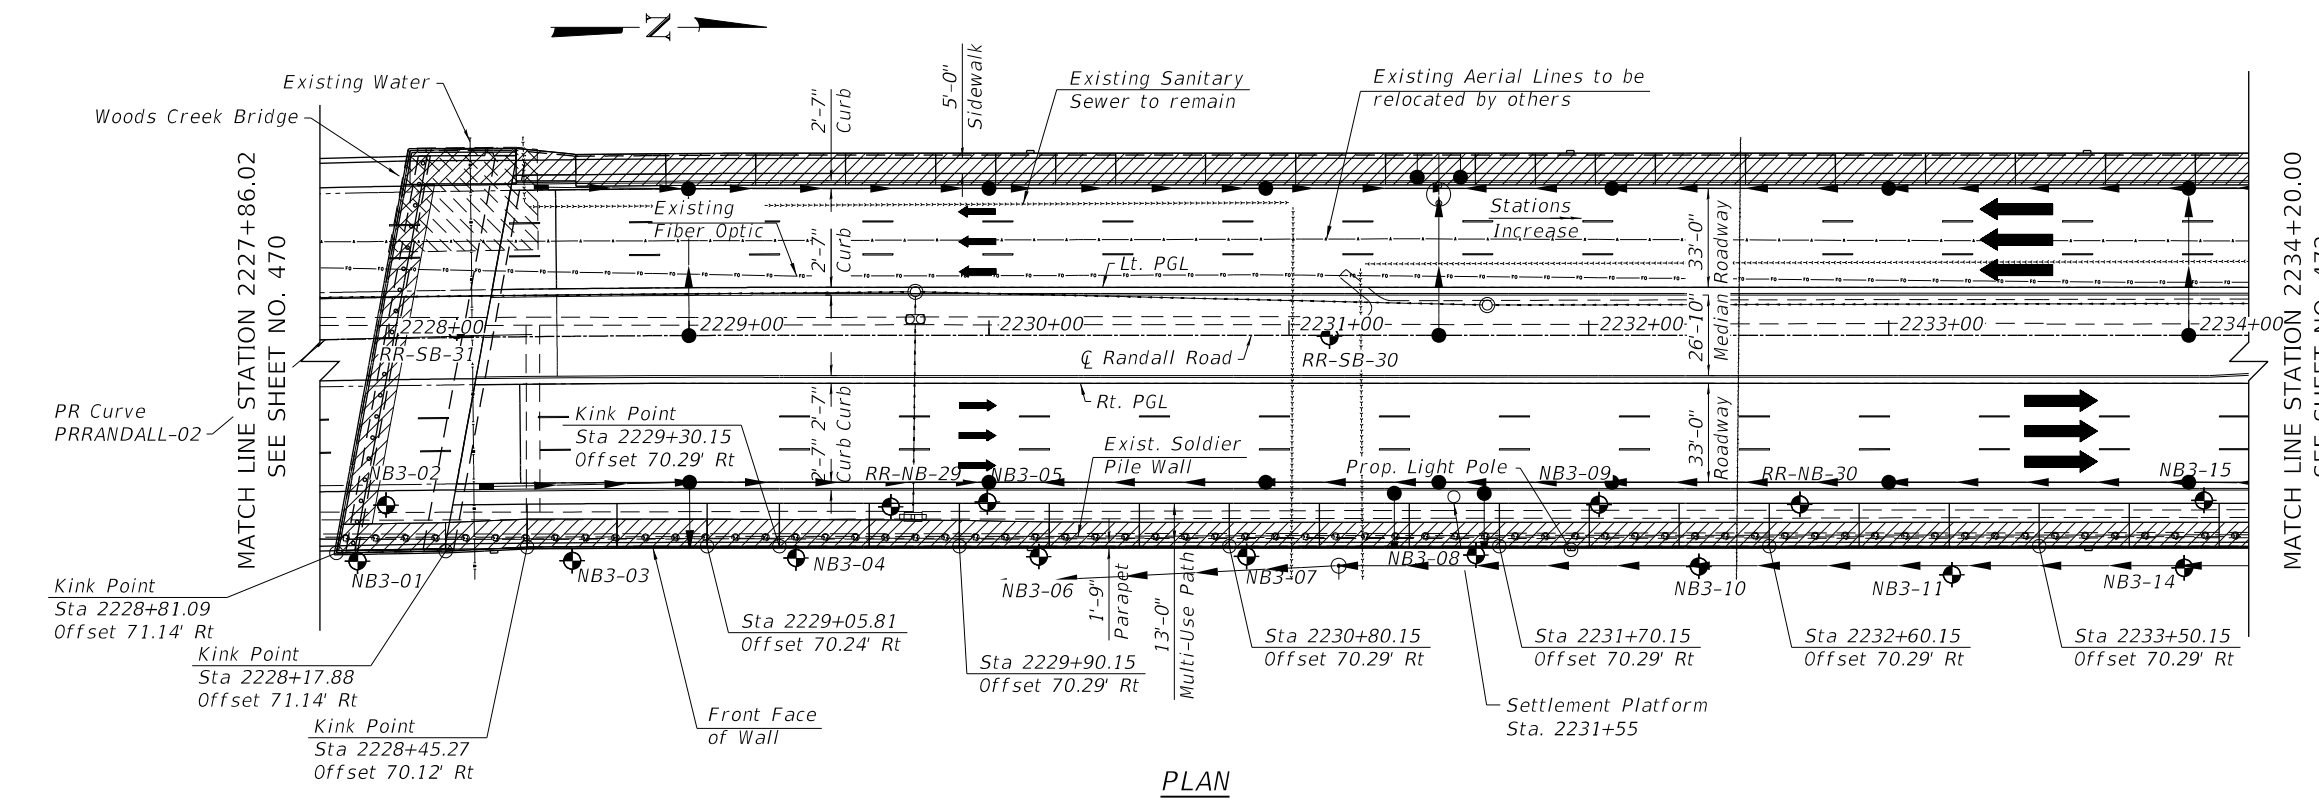 N
Existing Water
Woods Creek Bridge
2'-7"
Curb
5'-0"
Sidewalk
Existing Sanitary
Sewer to remain
Existing Aerial Lines to be
relocated by others
MATCH LINE STATION 2227+86.02
SEE SHEET NO. 470
Existing
Fiber Optic
2'-7"
Curb
Stations
Increase
33'-0"
Roadway
Lt. PGL
2228+00
2229+00
2230+00
2231+00
2232+00
2233+00
2234+00
RR-SB-31
℄ Randall Road
RR-SB-30
26'-10"
Median
MATCH LINE STATION 2234+20.00
PR Curve
PRRANDALL-02
2'-7"
Curb
Rt. PGL
33'-0"
Roadway
Kink Point
Sta 2229+30.15
Offset 70.29' Rt
2'-7"
Curb
Exist. Soldier
Pile Wall
Prop. Light Pole
NB3-02
RR-NB-29
NB3-05
NB3-09
RR-NB-30
NB3-15
NB3-01
NB3-03
NB3-04
NB3-06
NB3-07
NB3-08
NB3-10
NB3-11
NB3-14
1'-9"
Parapet
13'-0"
Multi-Use Path
Kink Point
Sta 2228+81.09
Offset 71.14' Rt
Kink Point
Sta 2228+17.88
Offset 71.14' Rt
Kink Point
Sta 2228+45.27
Offset 70.12' Rt
Sta 2229+05.81
Offset 70.24' Rt
Sta 2229+90.15
Offset 70.29' Rt
Sta 2230+80.15
Offset 70.29' Rt
Sta 2231+70.15
Offset 70.29' Rt
Sta 2232+60.15
Offset 70.29' Rt
Sta 2233+50.15
Offset 70.29' Rt
Front Face
of Wall
Settlement Platform
Sta. 2231+55
PLAN